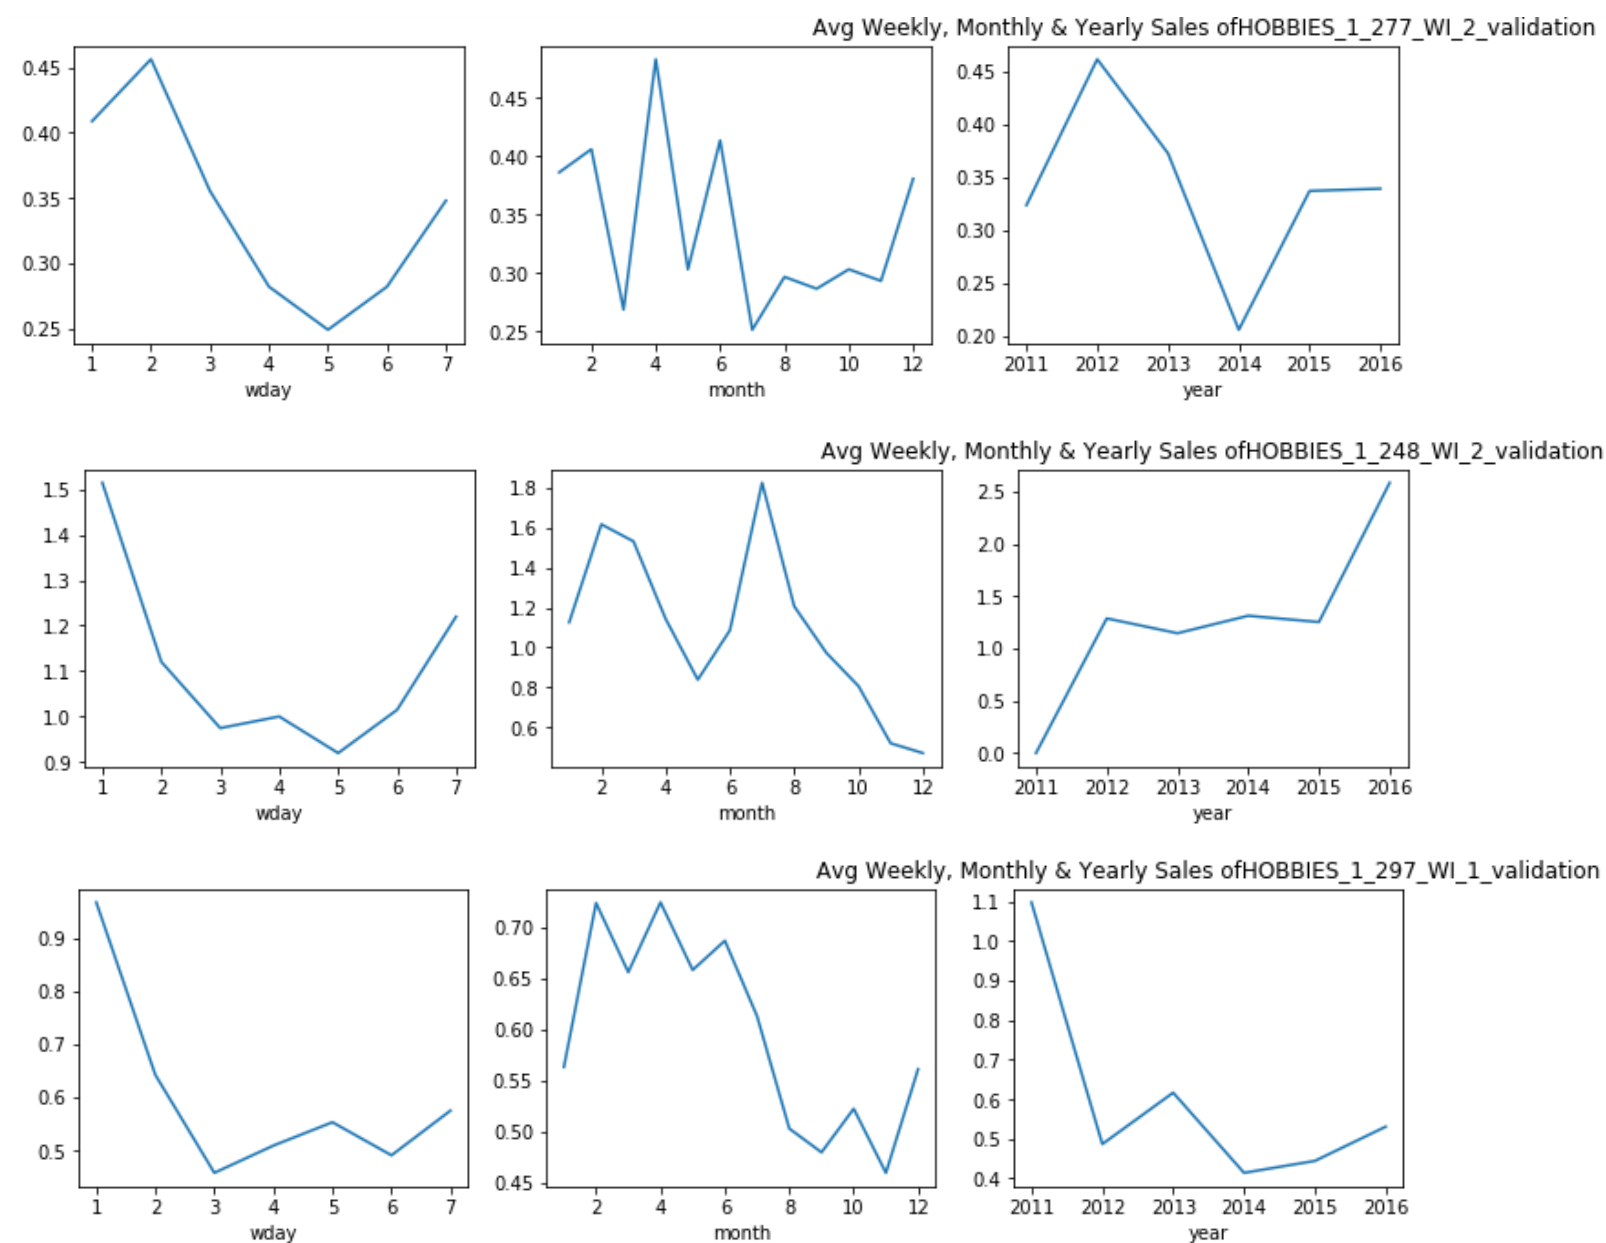 Avg Weekly, Monthly & Yearly Sales ofHOBBIES_1_277_WI_2_validation
0.45
0.40
0.35
0.30
0.25
1 2 3 4 5 6 7
wday
0.45
0.40
0.35
0.30
0.25
2 4 6 8 10 12
month
0.45
0.40
0.35
0.30
0.25
0.20
2011 2012 2013 2014 2015 2016
year
Avg Weekly, Monthly & Yearly Sales ofHOBBIES_1_248_WI_2_validation
1.5
1.4
1.3
1.2
1.1
1.0
0.9
1 2 3 4 5 6 7
wday
1.8
1.6
1.4
1.2
1.0
0.8
0.6
2 4 6 8 10 12
month
2.5
2.0
1.5
1.0
0.5
0.0
2011 2012 2013 2014 2015 2016
year
Avg Weekly, Monthly & Yearly Sales ofHOBBIES_1_297_WI_1_validation
0.9
0.8
0.7
0.6
0.5
1 2 3 4 5 6 7
wday
0.70
0.65
0.60
0.55
0.50
0.45
2 4 6 8 10 12
month
1.1
1.0
0.9
0.8
0.7
0.6
0.5
0.4
2011 2012 2013 2014 2015 2016
year